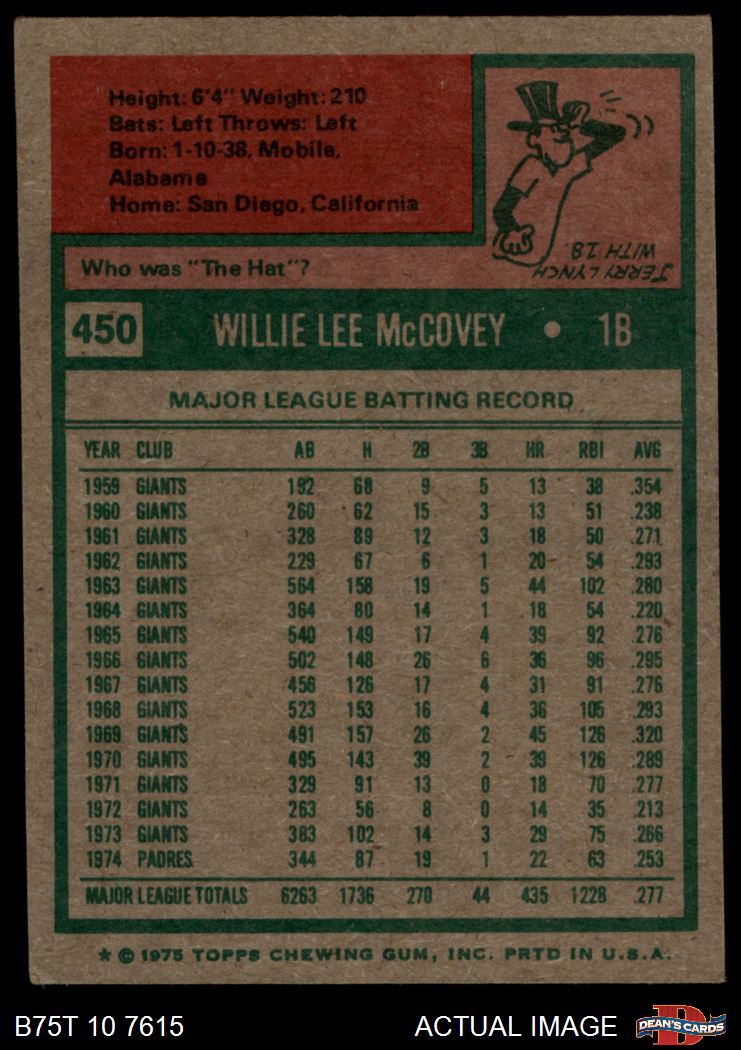 Height: 6'4" Weight: 210
Bats: Left Throws: Left
Born: 1-10-38, Mobile,
Alabama
Home: San Diego, California
Who was "The Hat"?
JERRY LYNCH
WITH 18.
450 WILLIE LEE McCOVEY • 1B
MAJOR LEAGUE BATTING RECORD
YEAR CLUB AB H 2B 3B HR RBI AVG
1959 GIANTS 192 68 9 5 13 38 .354
1960 GIANTS 260 62 15 3 13 51 .238
1961 GIANTS 328 89 12 3 18 50 .271
1962 GIANTS 229 67 6 1 20 54 .293
1963 GIANTS 564 158 19 5 44 102 .280
1964 GIANTS 364 80 14 1 18 54 .220
1965 GIANTS 540 149 17 4 39 92 .276
1966 GIANTS 502 148 26 6 36 96 .295
1967 GIANTS 456 126 17 4 31 91 .276
1968 GIANTS 523 153 16 4 36 105 .293
1969 GIANTS 491 157 26 2 45 126 .320
1970 GIANTS 495 143 39 2 39 126 .289
1971 GIANTS 329 91 13 0 18 70 .277
1972 GIANTS 263 56 8 0 14 35 .213
1973 GIANTS 383 102 14 3 29 75 .266
1974 PADRES 344 87 19 1 22 63 .253
MAJOR LEAGUE TOTALS 6263 1736 270 44 435 1228 .277
★ © 1975 TOPPS CHEWING GUM, INC. PRTD IN U.S.A.
B75T 10 7615 ACTUAL IMAGE DEAN'S CARDS